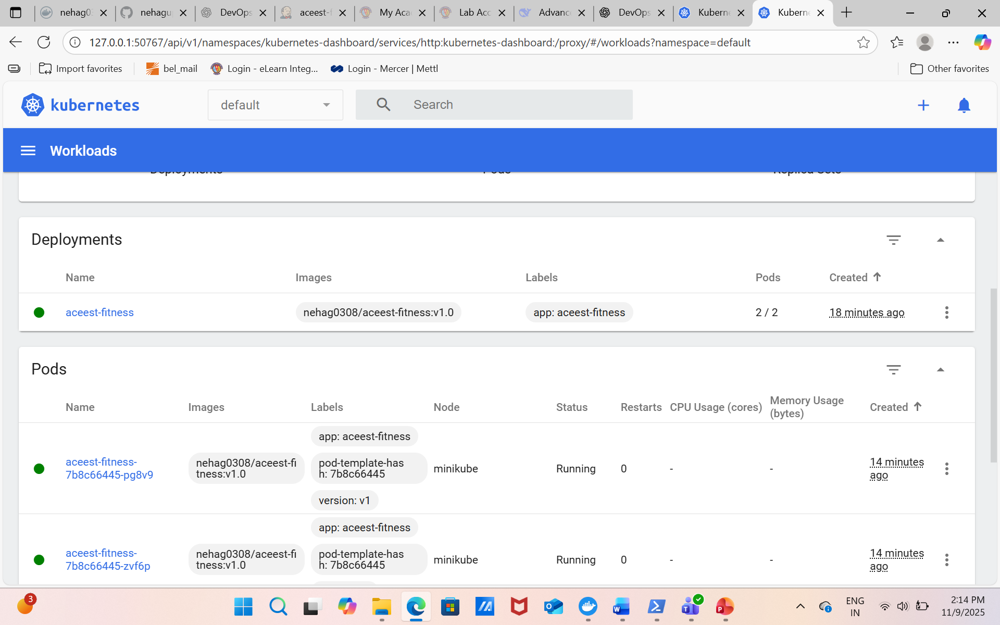 nehag0
nehagu
DevOps
aceest-f
My Aca
Lab Acc
Advanc
DevOps
Kuberne
Kuberne
127.0.0.1:50767/api/v1/namespaces/kubernetes-dashboard/services/http:kubernetes-dashboard:/proxy/#/workloads?namespace=default
Import favorites
bel_mail
Login - eLearn Integ...
Login - Mercer | Mettl
Other favorites
kubernetes
default
Search
Workloads
Deployments
Pods
Replica Sets
Deployments
Name Images Labels Pods Created
aceest-fitness nehag0308/aceest-fitness:v1.0 app: aceest-fitness 2 / 2 18 minutes ago
Pods
Name Images Labels Node Status Restarts CPU Usage (cores) Memory Usage
(bytes) Created
app: aceest-fitness
aceest-fitness-
7b8c66445-pg8v9
nehag0308/aceest-fi
tness:v1.0
pod-template-has
h: 7b8c66445
minikube
Running
0
-
-
14 minutes
ago
version: v1
app: aceest-fitness
aceest-fitness-
7b8c66445-zvf6p
nehag0308/aceest-fi
tness:v1.0
pod-template-has
h: 7b8c66445
minikube
Running
0
-
-
14 minutes
ago
3
ENG
IN
2:14 PM
11/9/2025